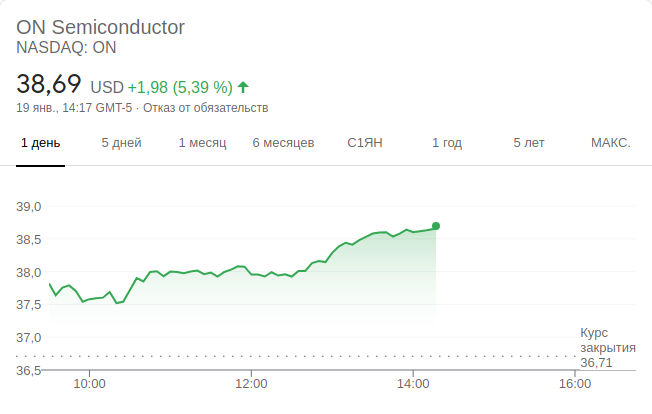 ON Semiconductor
NASDAQ: ON
38,69 USD +1,98 (5,39 %) ↑
19 янв., 14:17 GMT-5 · Отказ от обязательств
1 день 5 дней 1 месяц 6 месяцев С1ЯН 1 год 5 лет МАКС.
39,0
38,5
38,0
37,5
37,0
Курс
закрытия
36,71
36,5
10:00 12:00 14:00 16:00